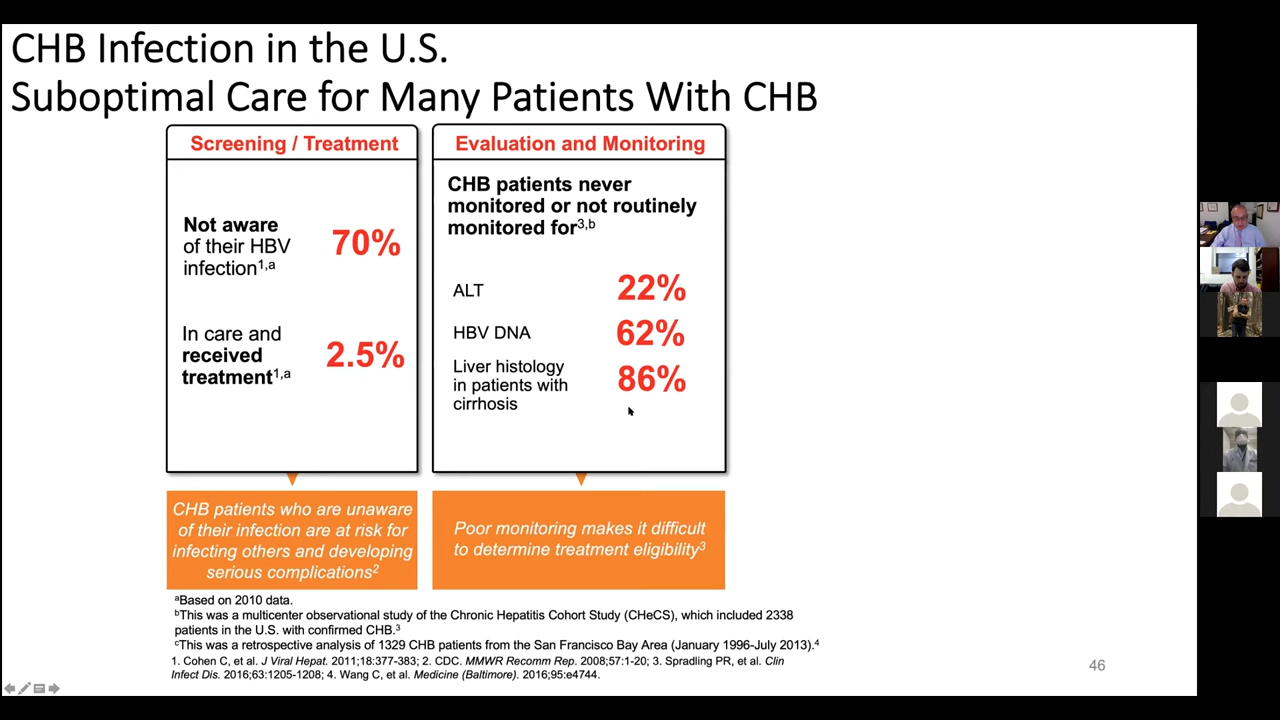 CHB Infection in the U.S.
Suboptimal Care for Many Patients With CHB
Screening / Treatment
Not aware
of their HBV
infection1,a
70%
In care and
received
treatment1,a
2.5%
Evaluation and Monitoring
CHB patients never
monitored or not routinely
monitored for3,b
ALT
22%
HBV DNA
62%
Liver histology
in patients with
cirrhosis
86%
CHB patients who are unaware
of their infection are at risk for
infecting others and developing
serious complications2
Poor monitoring makes it difficult
to determine treatment eligibility3
aBased on 2010 data.
bThis was a multicenter observational study of the Chronic Hepatitis Cohort Study (CHeCS), which included 2338
patients in the U.S. with confirmed CHB.3
cThis was a retrospective analysis of 1329 CHB patients from the San Francisco Bay Area (January 1996-July 2013).4
1. Cohen C, et al. J Viral Hepat. 2011;18:377-383; 2. CDC. MMWR Recomm Rep. 2008;57:1-20; 3. Spradling PR, et al. Clin
Infect Dis. 2016;63:1205-1208; 4. Wang C, et al. Medicine (Baltimore). 2016;95:e4744.
46